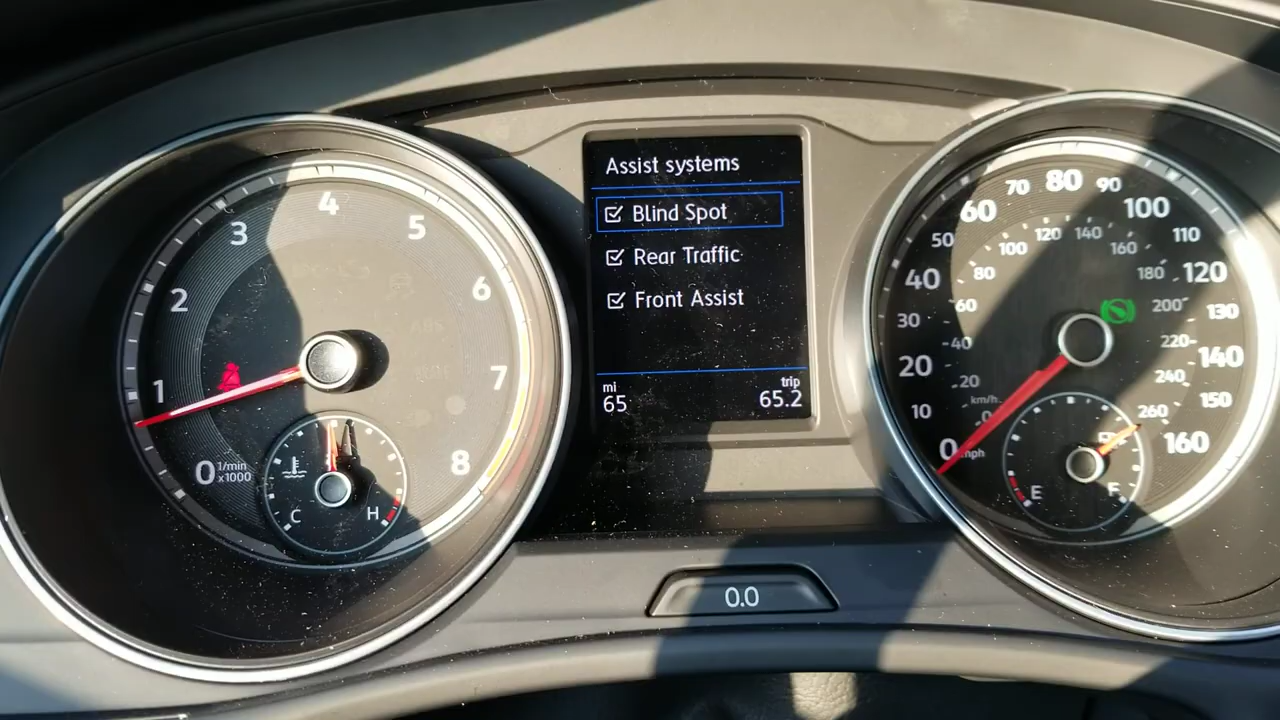 Assist systems
Blind Spot
Rear Traffic
Front Assist
mi
65
trip
65.2
0 1 2 3 4 5 6 7 8
1/min
x1000
C H
0 10 20 30 40 50 60 70 80 90 100 110 120 130 140 150 160
mph
0 20 40 60 80 100 120 140 160 180 200 220 240 260
km/h
E F
0.0